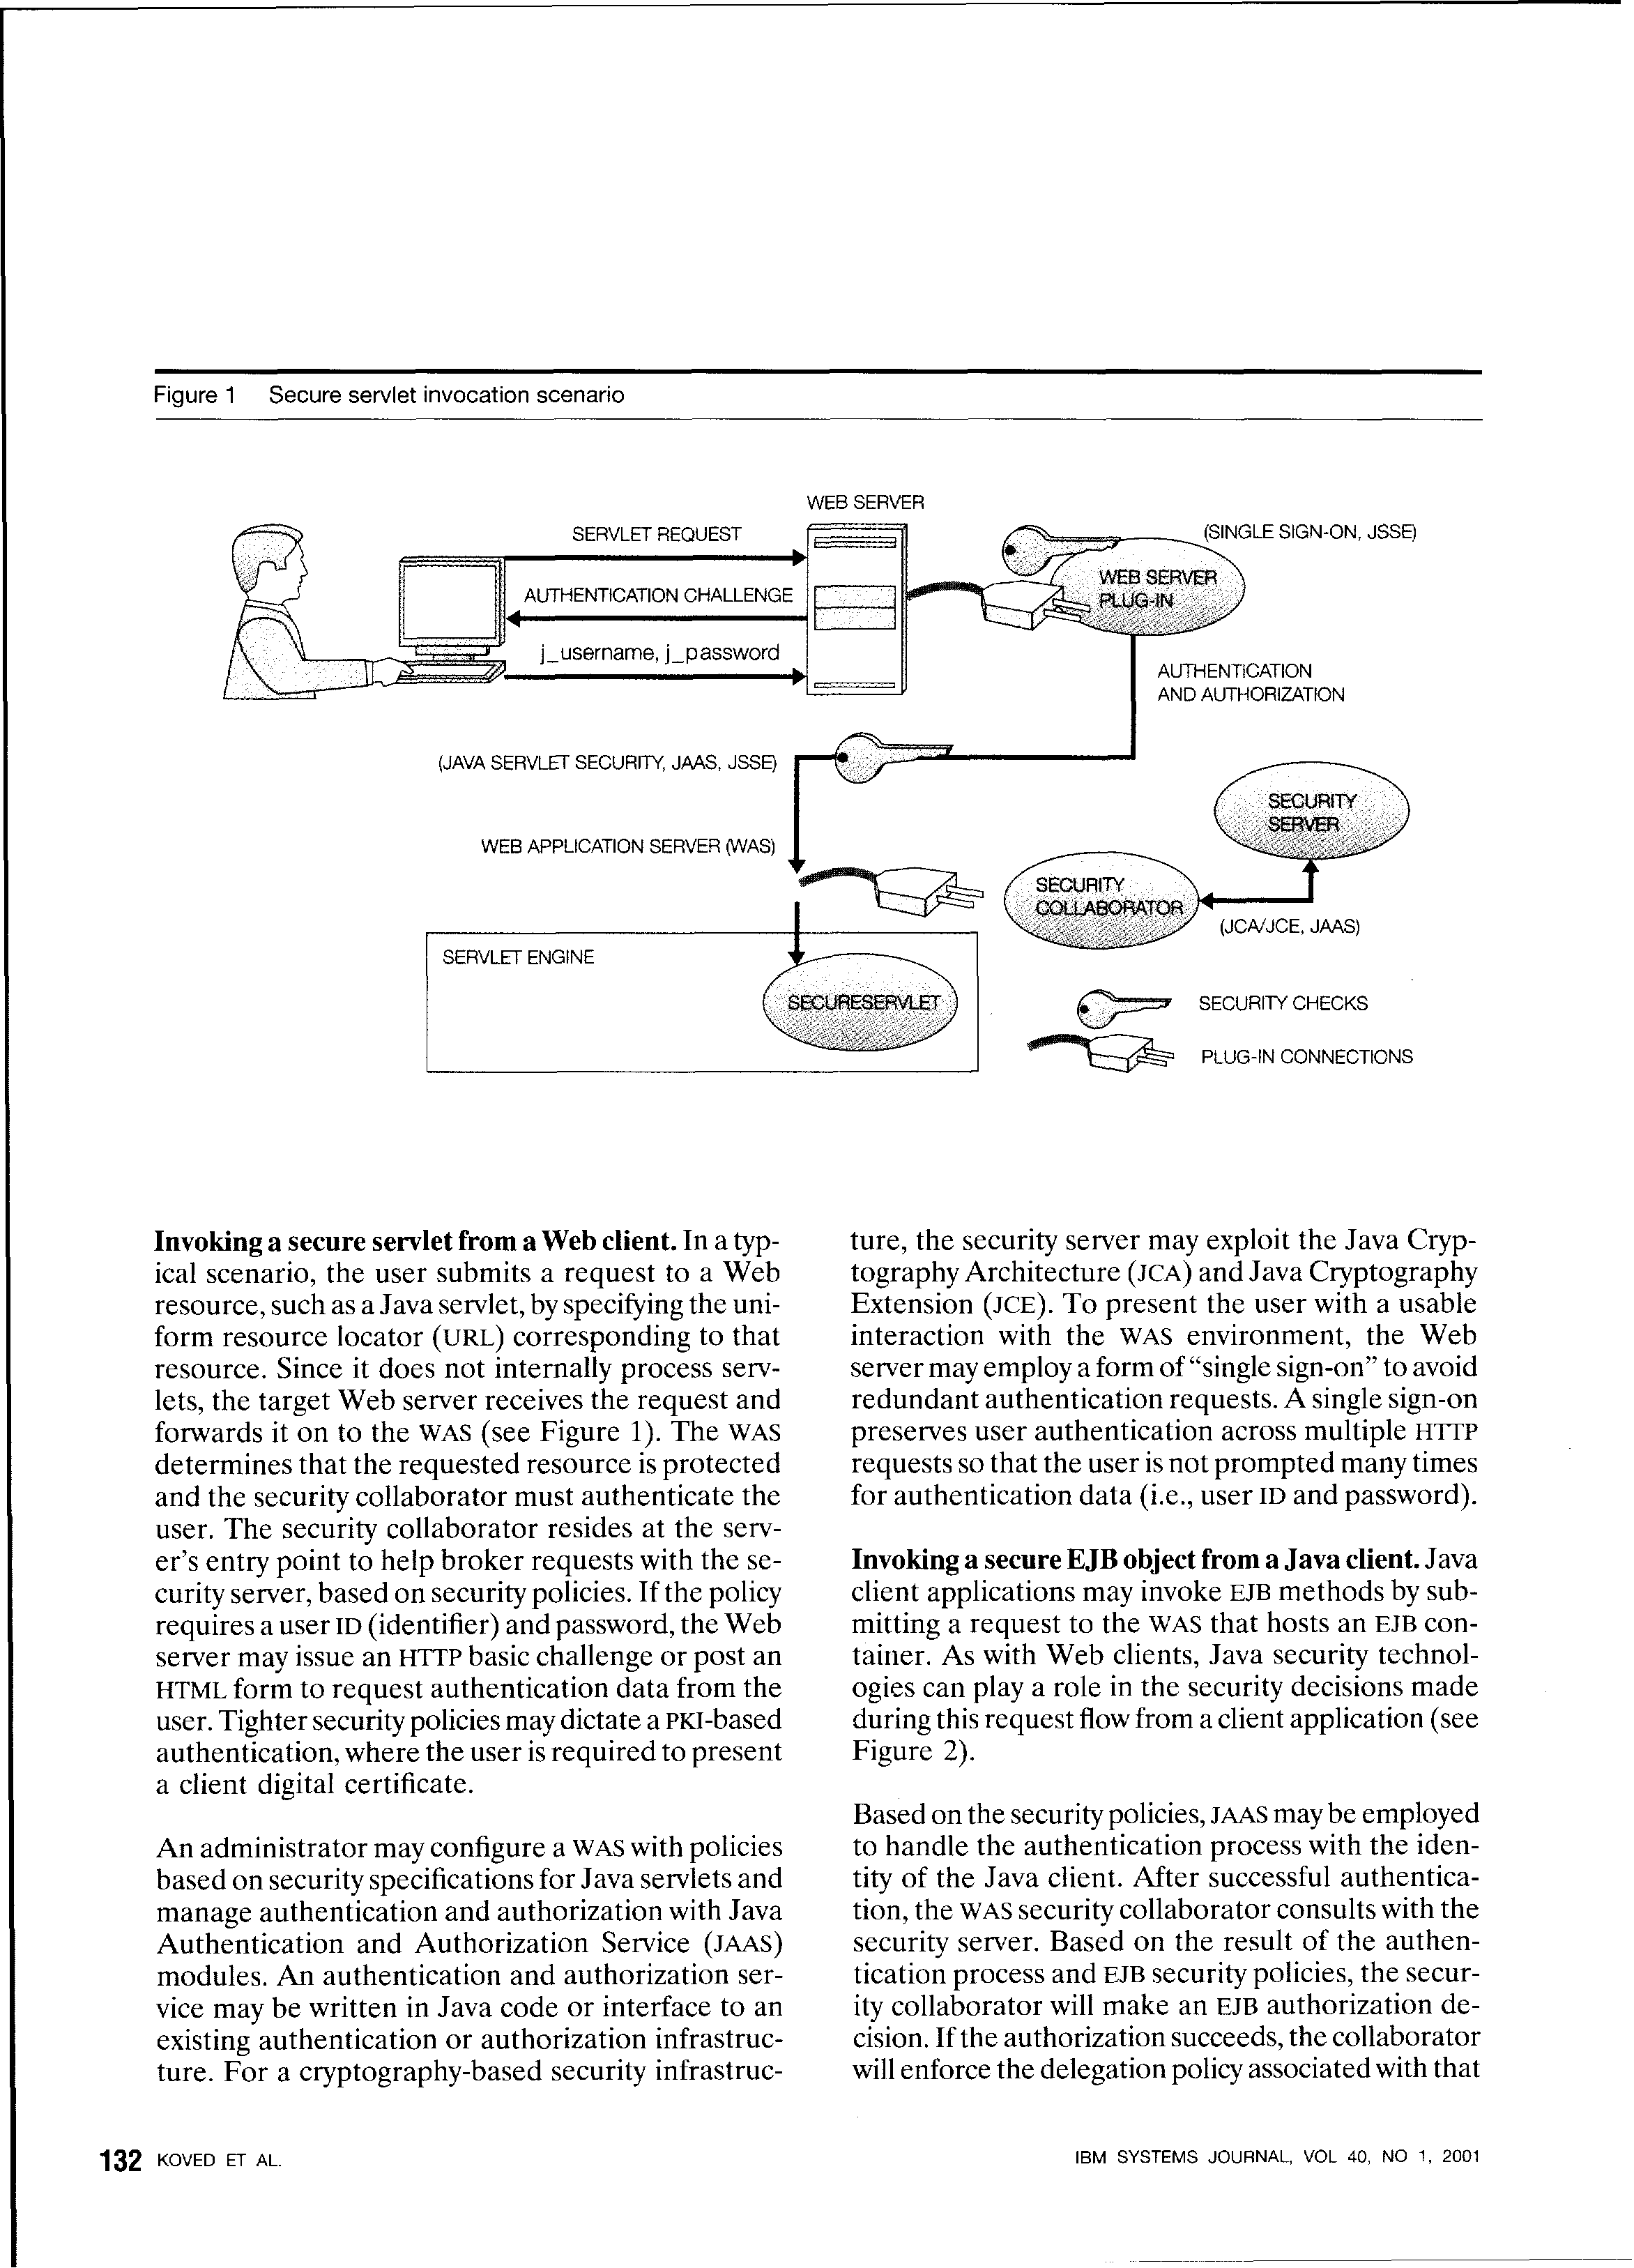 Figure 1 Secure servlet invocation scenario
WEB SERVER
SERVLET REQUEST
(SINGLE SIGN-ON, JSSE)
AUTHENTICATION CHALLENGE
WEB SERVER
PLUG-IN
j_username, j_password
AUTHENTICATION
AND AUTHORIZATION
(JAVA SERVLET SECURITY, JAAS, JSSE)
SECURITY
SERVER
WEB APPLICATION SERVER (WAS)
SECURITY
COLLABORATOR
(JCA/JCE, JAAS)
SERVLET ENGINE
SECURESERVLET
SECURITY CHECKS
PLUG-IN CONNECTIONS
Invoking a secure servlet from a Web client. In a typ-
ical scenario, the user submits a request to a Web
resource, such as a Java servlet, by specifying the uni-
form resource locator (URL) corresponding to that
resource. Since it does not internally process serv-
lets, the target Web server receives the request and
forwards it on to the WAS (see Figure 1). The WAS
determines that the requested resource is protected
and the security collaborator must authenticate the
user. The security collaborator resides at the serv-
er's entry point to help broker requests with the se-
curity server, based on security policies. If the policy
requires a user ID (identifier) and password, the Web
server may issue an HTTP basic challenge or post an
HTML form to request authentication data from the
user. Tighter security policies may dictate a PKI-based
authentication, where the user is required to present
a client digital certificate.
An administrator may configure a WAS with policies
based on security specifications for Java servlets and
manage authentication and authorization with Java
Authentication and Authorization Service (JAAS)
modules. An authentication and authorization ser-
vice may be written in Java code or interface to an
existing authentication or authorization infrastruc-
ture. For a cryptography-based security infrastruc-
ture, the security server may exploit the Java Cryp-
tography Architecture (JCA) and Java Cryptography
Extension (JCE). To present the user with a usable
interaction with the WAS environment, the Web
server may employ a form of “single sign-on” to avoid
redundant authentication requests. A single sign-on
preserves user authentication across multiple HTTP
requests so that the user is not prompted many times
for authentication data (i.e., user ID and password).
Invoking a secure EJB object from a Java client. Java
client applications may invoke EJB methods by sub-
mitting a request to the WAS that hosts an EJB con-
tainer. As with Web clients, Java security technol-
ogies can play a role in the security decisions made
during this request flow from a client application (see
Figure 2).
Based on the security policies, JAAS may be employed
to handle the authentication process with the iden-
tity of the Java client. After successful authentica-
tion, the WAS security collaborator consults with the
security server. Based on the result of the authen-
tication process and EJB security policies, the secur-
ity collaborator will make an EJB authorization de-
cision. If the authorization succeeds, the collaborator
will enforce the delegation policy associated with that
132 KOVED ET AL.
IBM SYSTEMS JOURNAL, VOL 40, NO 1, 2001